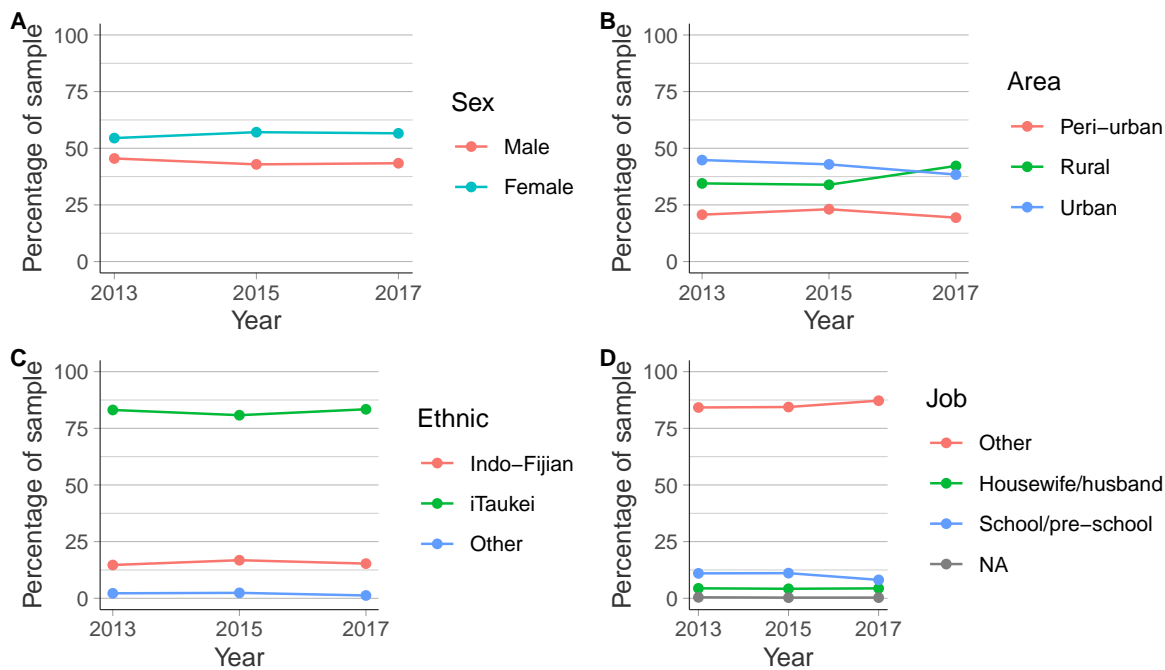 A
Percentage of sample
100
75
50
25
0
2013 2015 2017
Year
Sex
Male
Female
B
Percentage of sample
100
75
50
25
0
2013 2015 2017
Year
Area
Peri−urban
Rural
Urban
C
Percentage of sample
100
75
50
25
0
2013 2015 2017
Year
Ethnic
Indo−Fijian
iTaukei
Other
D
Percentage of sample
100
75
50
25
0
2013 2015 2017
Year
Job
Other
Housewife/husband
School/pre−school
NA